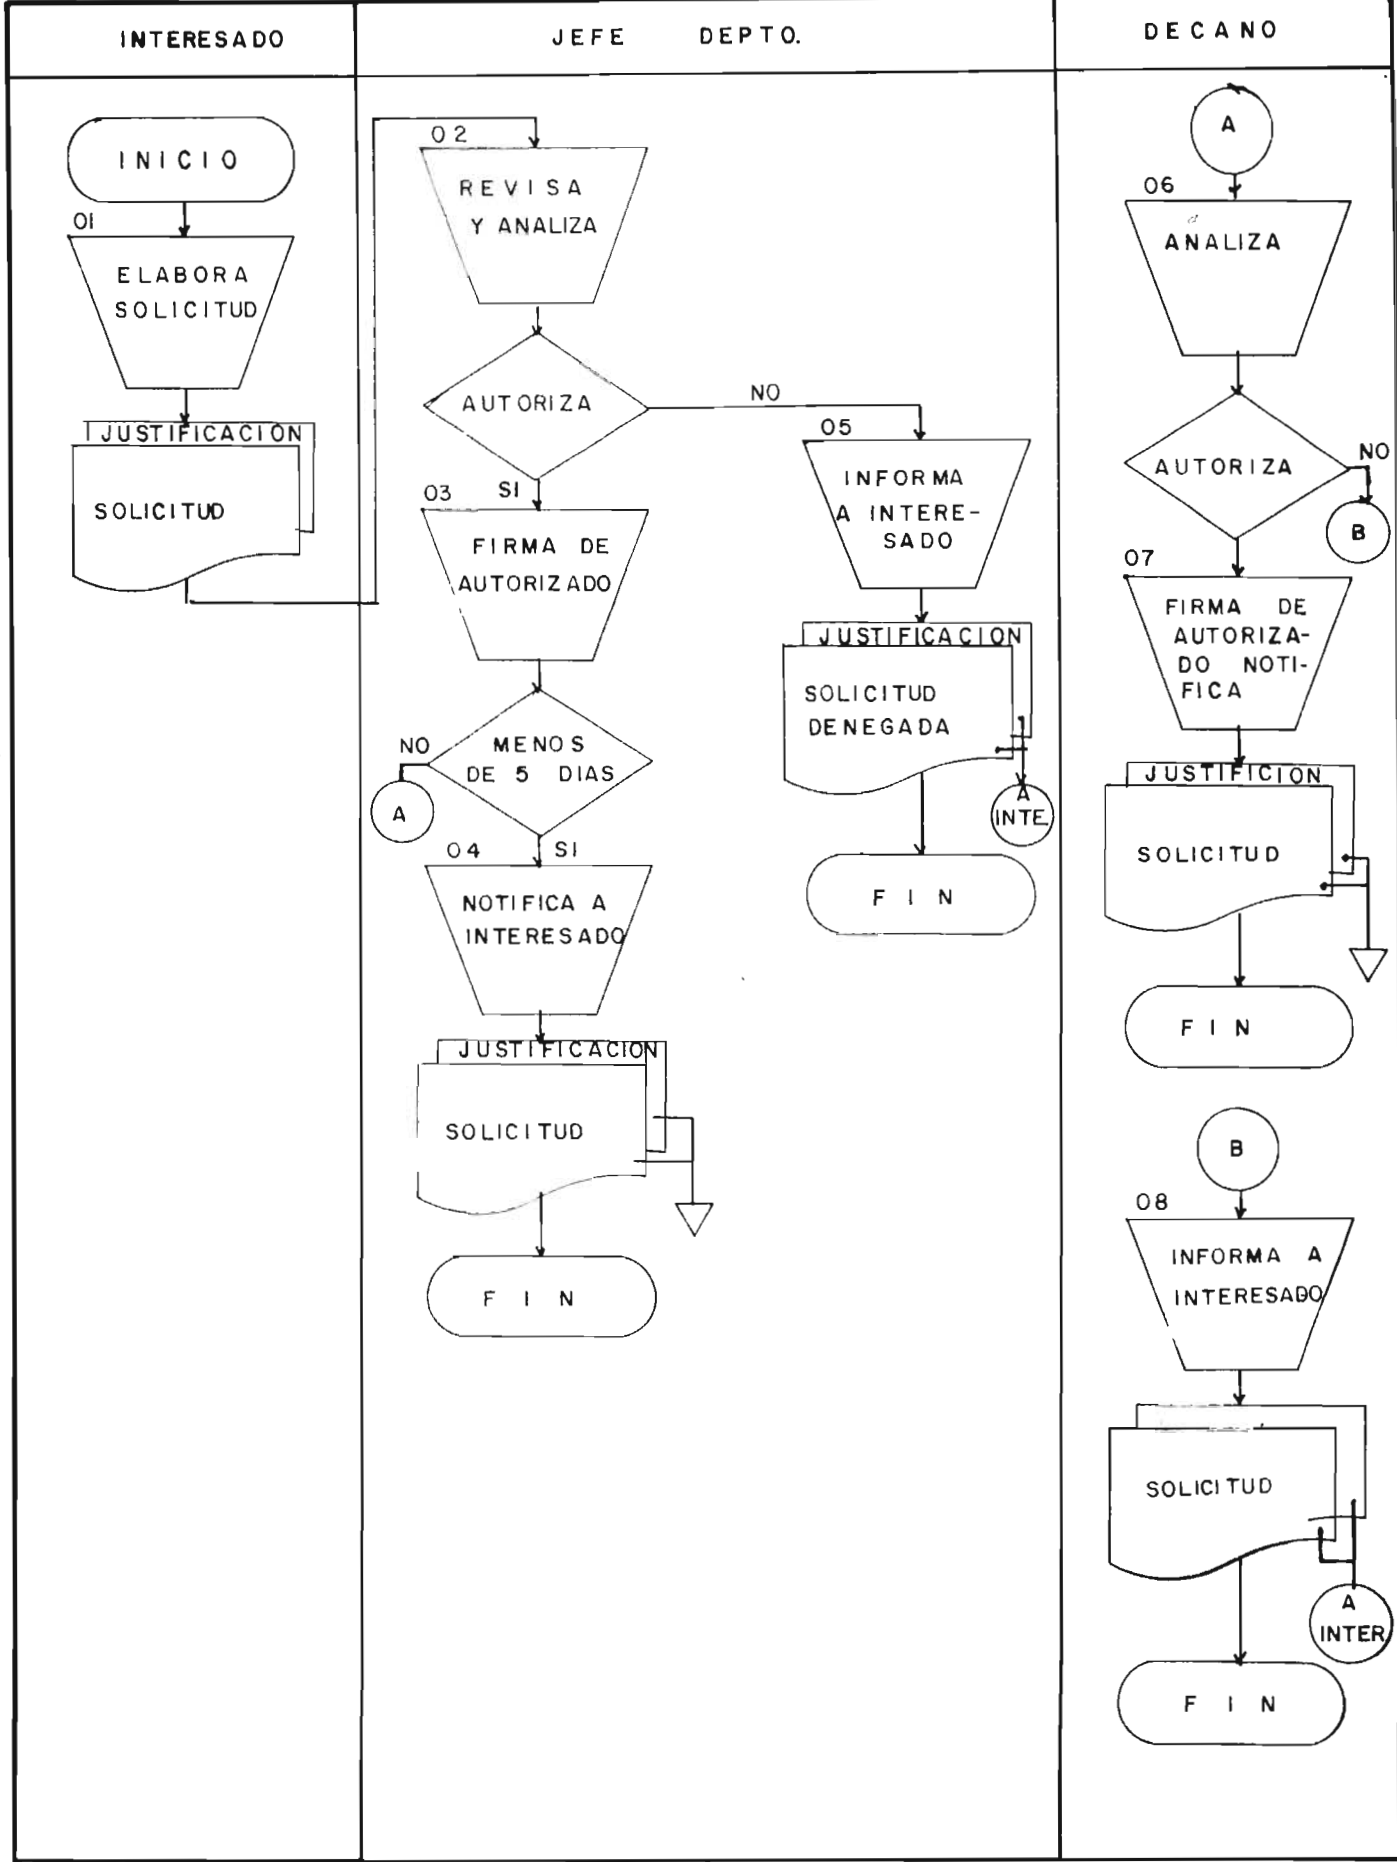 INTERESADO
JEFE DEPTO.
DECANO
INICIO
01
ELABORA
SOLICITUD
JUSTIFICACION
SOLICITUD
02
REVISA
Y ANALIZA
AUTORIZA
NO
SI
03
FIRMA DE
AUTORIZADO
MENOS
DE 5 DIAS
NO
A
SI
04
NOTIFICA A
INTERESADO
JUSTIFICACION
SOLICITUD
FIN
05
INFORMA
A INTERE-
SADO
JUSTIFICACION
SOLICITUD
DENEGADA
A
INTE
FIN
A
06
ANALIZA
AUTORIZA
NO
B
07
FIRMA DE
AUTORIZA-
DO NOTI-
FICA
JUSTIFICION
SOLICITUD
FIN
B
08
INFORMA A
INTERESADO
SOLICITUD
A
INTER
FIN